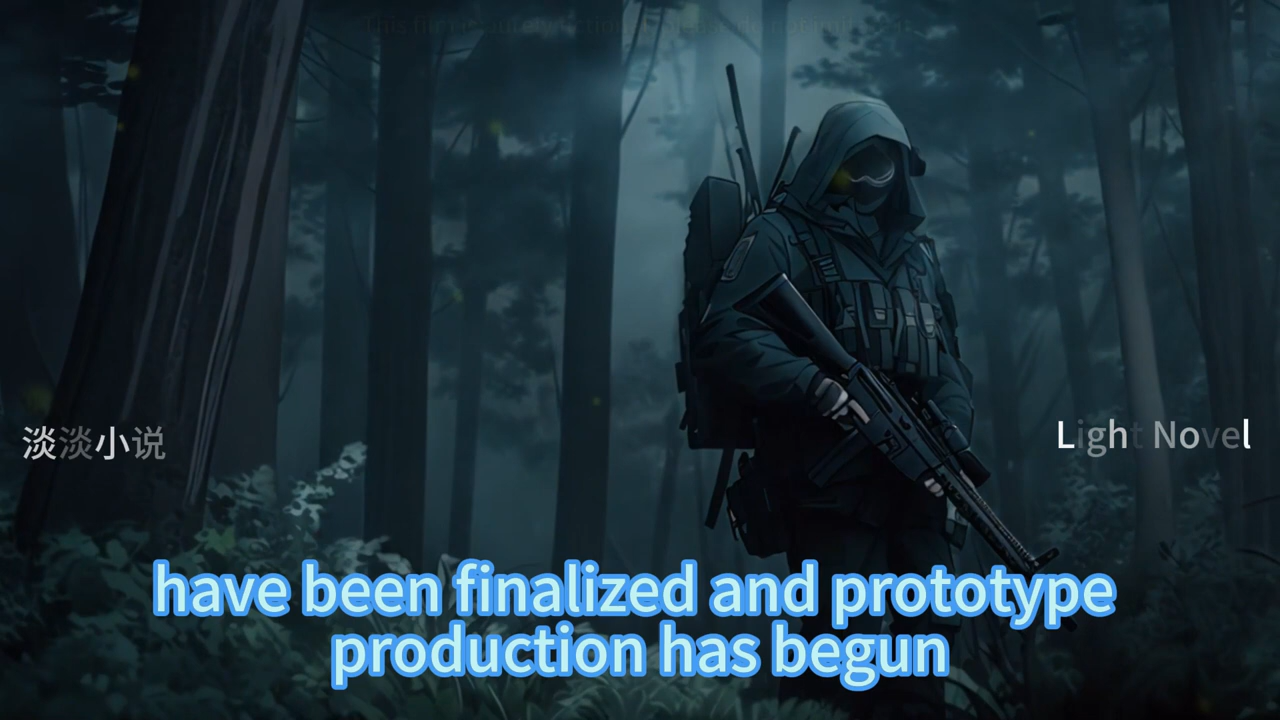 淡淡小说
Light Novel
have been finalized and prototype
production has begun